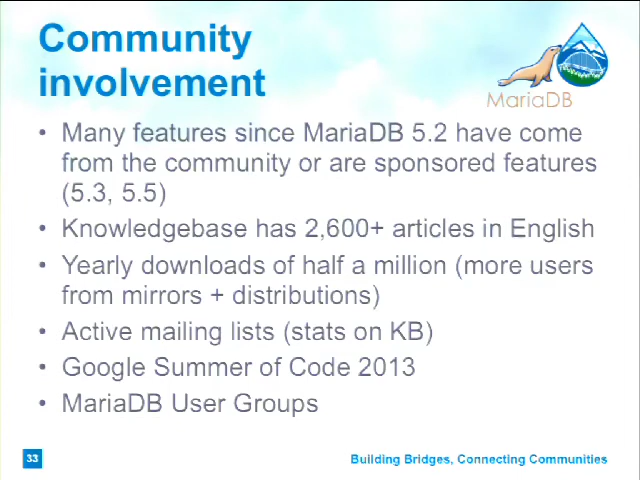 Community
involvement
MariaDB
• Many features since MariaDB 5.2 have come
from the community or are sponsored features
(5.3, 5.5)
• Knowledgebase has 2,600+ articles in English
• Yearly downloads of half a million (more users
from mirrors + distributions)
• Active mailing lists (stats on KB)
• Google Summer of Code 2013
• MariaDB User Groups
33
Building Bridges, Connecting Communities